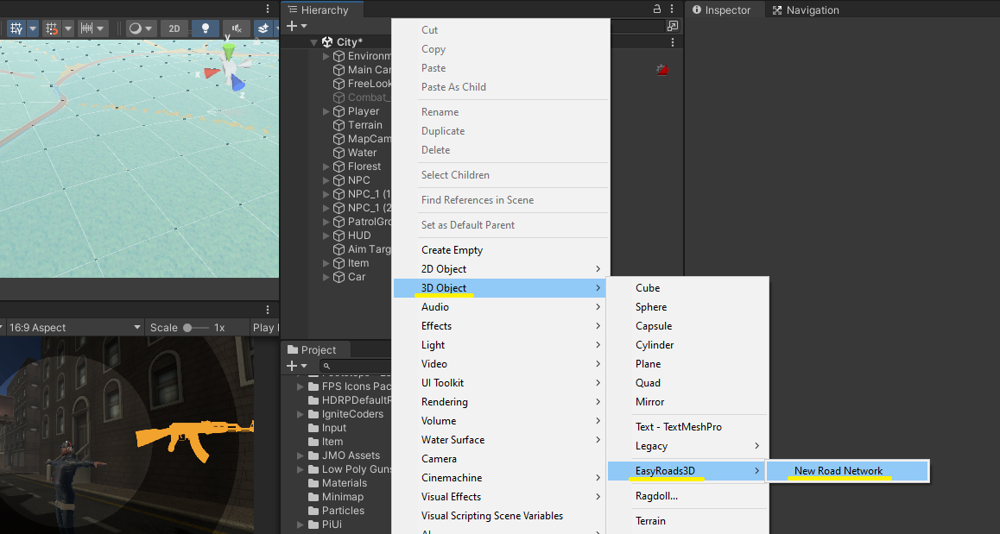 Hierarchy
Inspector
Navigation
2D
y
x
z
City*
Main Car
FreeLook
Combat_
Player
Terrain
MapCam
Water
Florest
NPC
NPC_1 (1
NPC_1 (2
PatrolGro
HUD
Aim Targ
Item
Car
Cut
Copy
Paste
Paste As Child
Rename
Duplicate
Delete
Select Children
Find References in Scene
Set as Default Parent
Create Empty
2D Object
3D Object
Audio
Effects
Light
Video
UI Toolkit
Rendering
Volume
Water Surface
Camera
Cinemachine
Visual Effects
Visual Scripting Scene Variables
Cube
Sphere
Capsule
Cylinder
Plane
Quad
Mirror
Text - TextMeshPro
Legacy
EasyRoads3D
Ragdoll...
Terrain
New Road Network
16:9 Aspect
Scale
1x
Play
Project
FPS Icons Pac
HDRPDefaultR
IgniteCoders
Input
Item
JMO Assets
Low Poly Guns
Materials
Minimap
Particles
PiUi